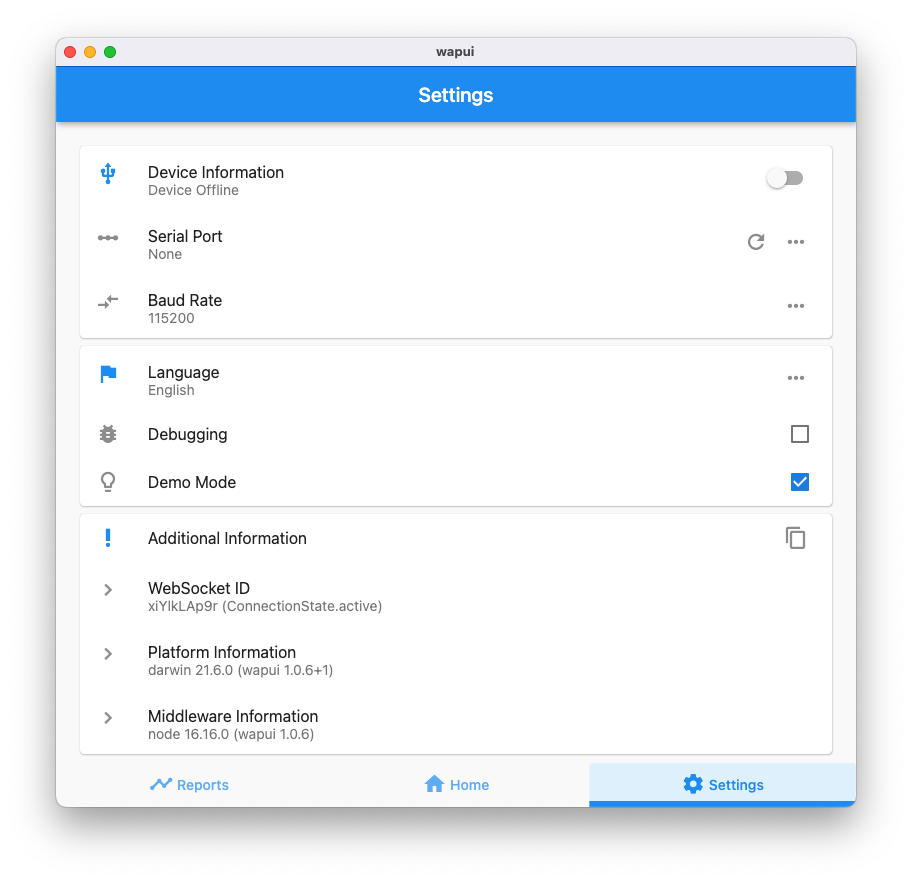 wapui
Settings
Device Information
Device Offline
Serial Port
None
Baud Rate
115200
Language
English
Debugging
Demo Mode
Additional Information
WebSocket ID
xiYlkLAp9r (ConnectionState.active)
Platform Information
darwin 21.6.0 (wapui 1.0.6+1)
Middleware Information
node 16.16.0 (wapui 1.0.6)
Reports
Home
Settings